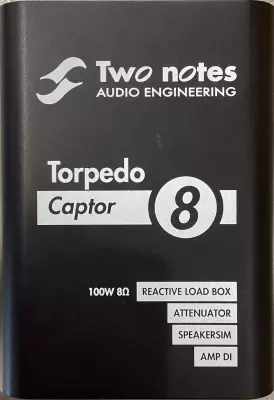 Two notes
AUDIO ENGINEERING
Torpedo
Captor 8
100W 8Ω REACTIVE LOAD BOX
ATTENUATOR
SPEAKERSIM
AMP DI